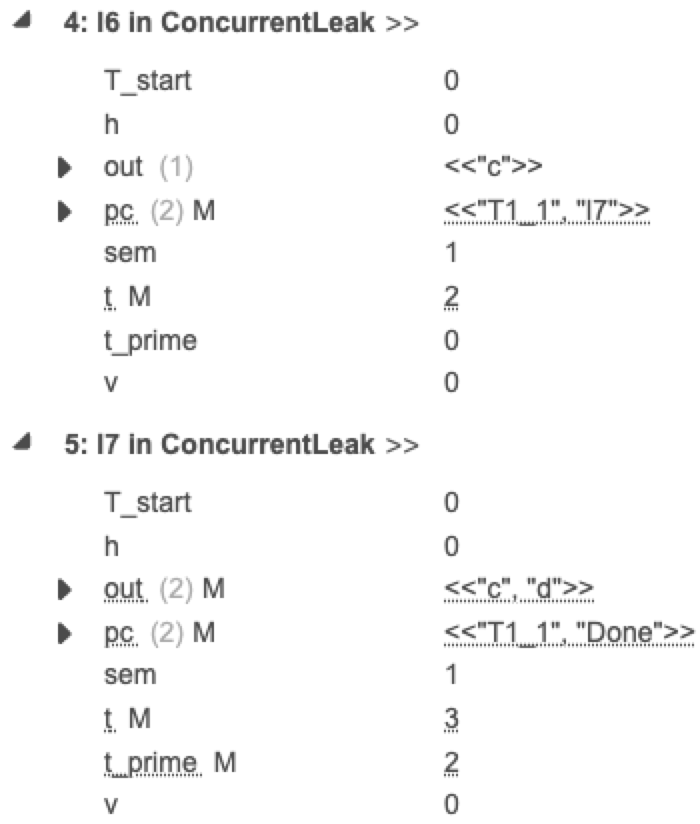 4: l6 in ConcurrentLeak >>
T_start 0
h 0
out (1) <<"c">>
pc (2) M <<"T1_1", "l7">>
sem 1
t M 2
t_prime 0
v 0
5: l7 in ConcurrentLeak >>
T_start 0
h 0
out (2) M <<"c", "d">>
pc (2) M <<"T1_1", "Done">>
sem 1
t M 3
t_prime M 2
v 0